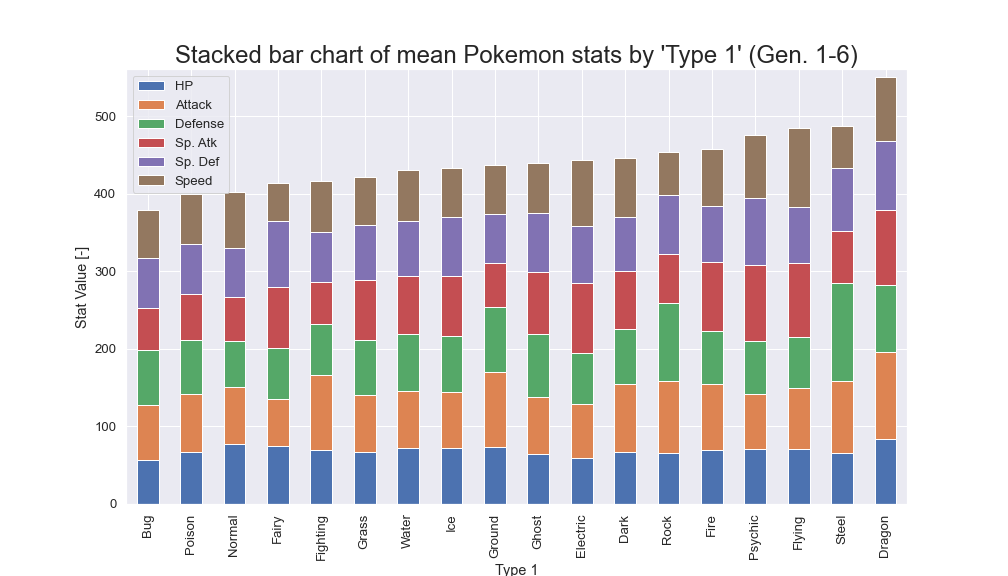 Stacked bar chart of mean Pokemon stats by 'Type 1' (Gen. 1-6)
HP
Attack
Defense
Sp. Atk
Sp. Def
Speed
Stat Value [-]
500
400
300
200
100
0
Bug
Poison
Normal
Fairy
Fighting
Grass
Water
Ice
Ground
Ghost
Electric
Dark
Rock
Fire
Psychic
Flying
Steel
Dragon
Type 1